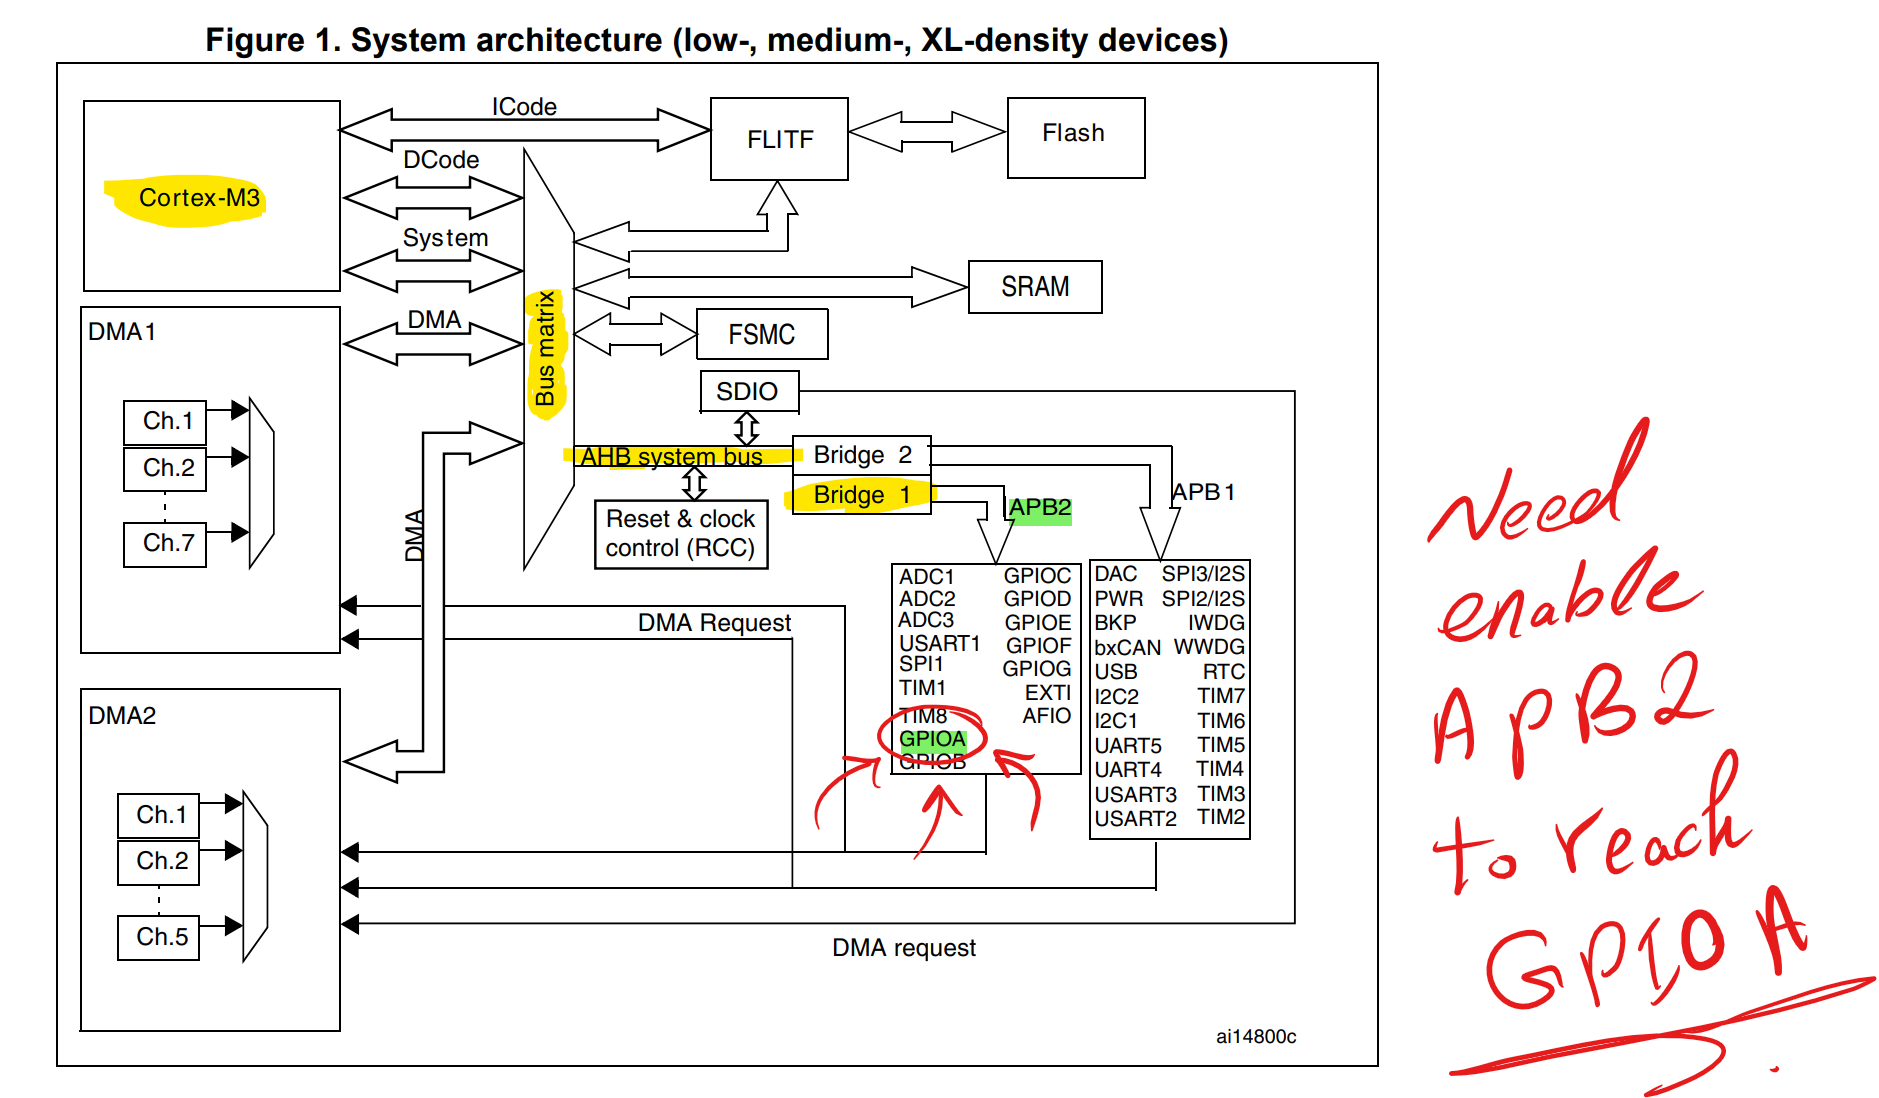 Figure 1. System architecture (low-, medium-, XL-density devices)
ICode
FLITF
Flash
DCode
Cortex-M3
System
Bus matrix
SRAM
DMA1
DMA
FSMC
SDIO
Ch.1
Ch.2
Ch.7
AHB system bus
Bridge 2
Bridge 1
APB2
APB1
Reset & clock
control (RCC)
DMA
ADC1 GPIOC
ADC2 GPIOD
ADC3 GPIOE
USART1 GPIOF
SPI1 GPIOG
TIM1 EXTI
TIM8 AFIO
GPIOA
GPIOB
DAC SPI3/I2S
PWR SPI2/I2S
BKP IWDG
bxCAN WWDG
USB RTC
I2C2 TIM7
I2C1 TIM6
UART5 TIM5
UART4 TIM4
USART3 TIM3
USART2 TIM2
DMA Request
DMA2
Ch.1
Ch.2
Ch.5
DMA request
ai14800c
Need
enable
ApB2
to reach
GPIOA